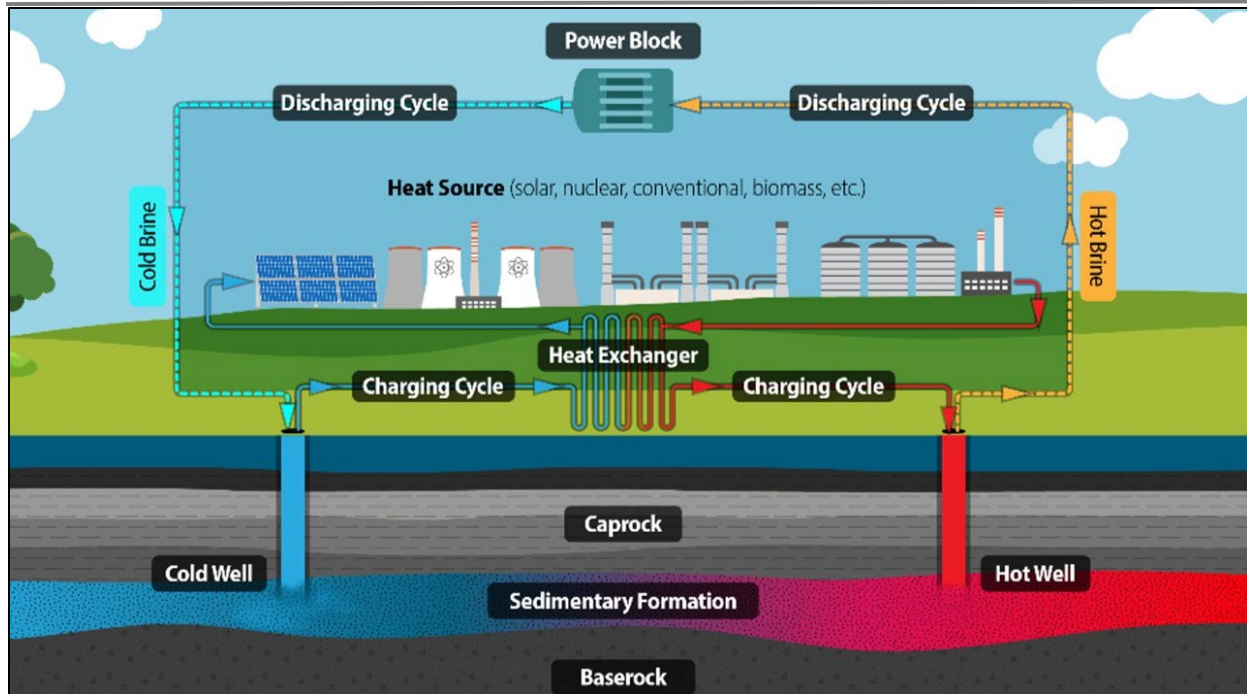 Power Block
Discharging Cycle
Discharging Cycle
Heat Source (solar, nuclear, conventional, biomass, etc.)
Cold Brine
Hot Brine
Heat Exchanger
Charging Cycle
Charging Cycle
Caprock
Cold Well
Hot Well
Sedimentary Formation
Baserock